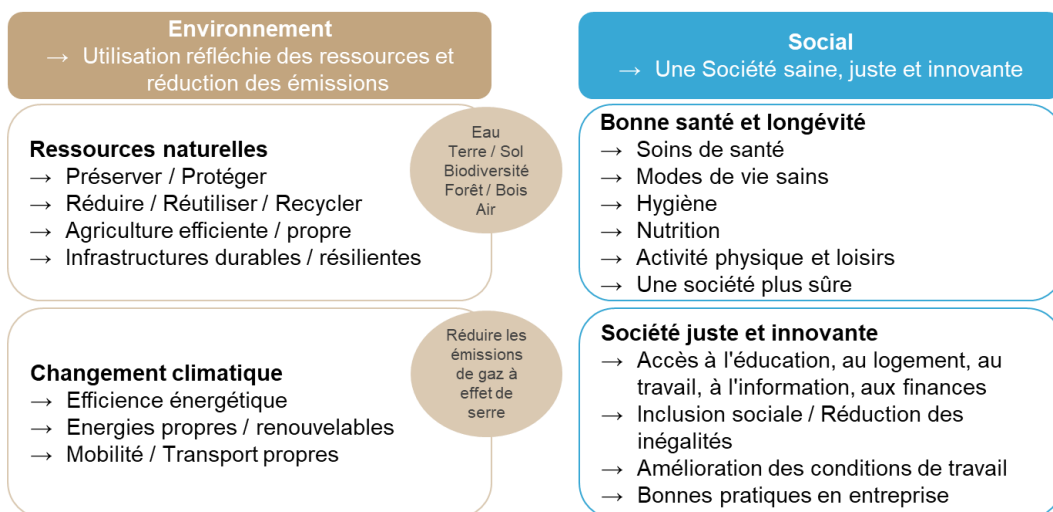 Environnement
→ Utilisation réfléchie des ressources et
réduction des émissions
Ressources naturelles
→ Préserver / Protéger
→ Réduire / Réutiliser / Recycler
→ Agriculture efficiente / propre
→ Infrastructures durables / résilientes
Eau
Terre / Sol
Biodiversité
Forêt / Bois
Air
Changement climatique
→ Efficience énergétique
→ Energies propres / renouvelables
→ Mobilité / Transport propres
Réduire les
émissions
de gaz à
effet de
serre
Social
→ Une Société saine, juste et innovante
Bonne santé et longévité
→ Soins de santé
→ Modes de vie sains
→ Hygiène
→ Nutrition
→ Activité physique et loisirs
→ Une société plus sûre
Société juste et innovante
→ Accès à l'éducation, au logement, au
travail, à l'information, aux finances
→ Inclusion sociale / Réduction des
inégalités
→ Amélioration des conditions de travail
→ Bonnes pratiques en entreprise